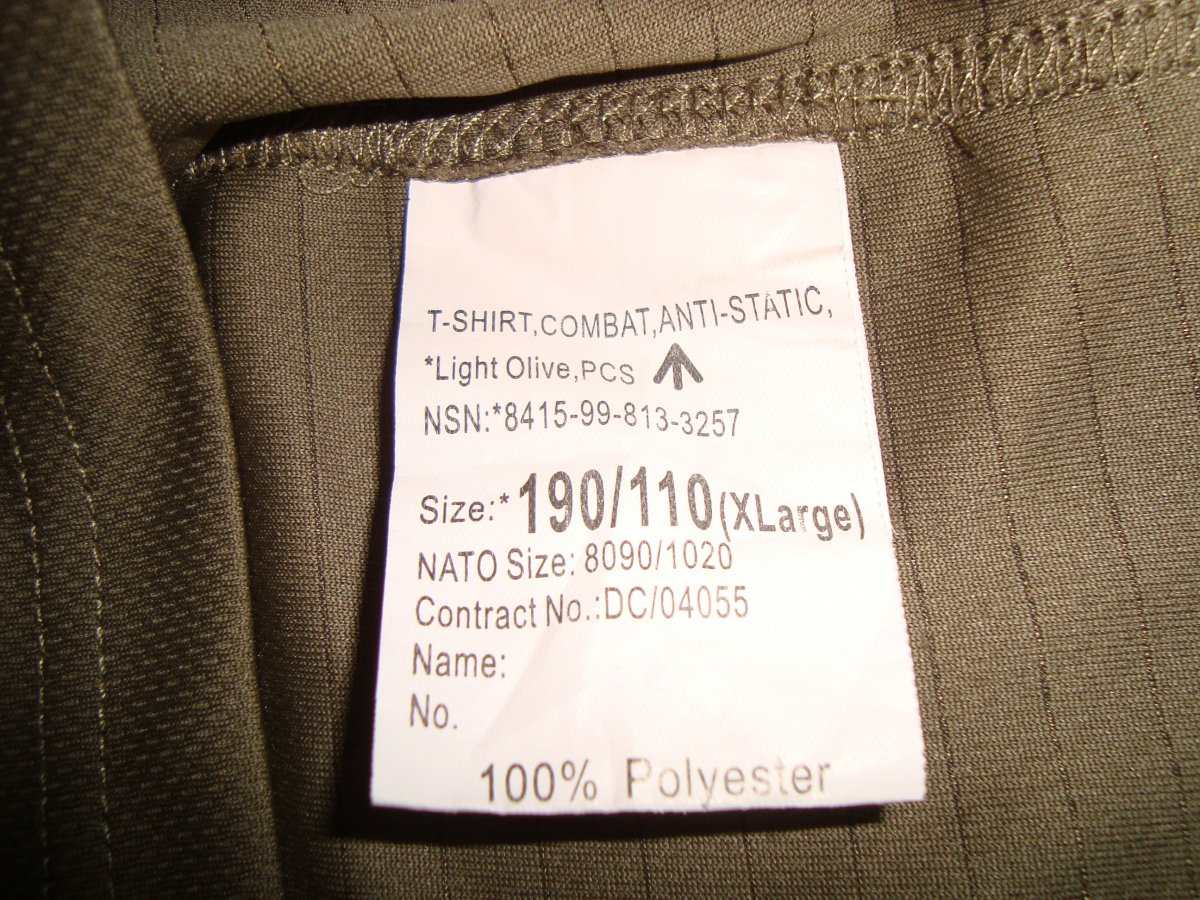 T-SHIRT,COMBAT,ANTI-STATIC,
*Light Olive,PCS
NSN:*8415-99-813-3257
Size:* 190/110(XLarge)
NATO Size: 8090/1020
Contract No.:DC/04055
Name:
No.
100% Polyester